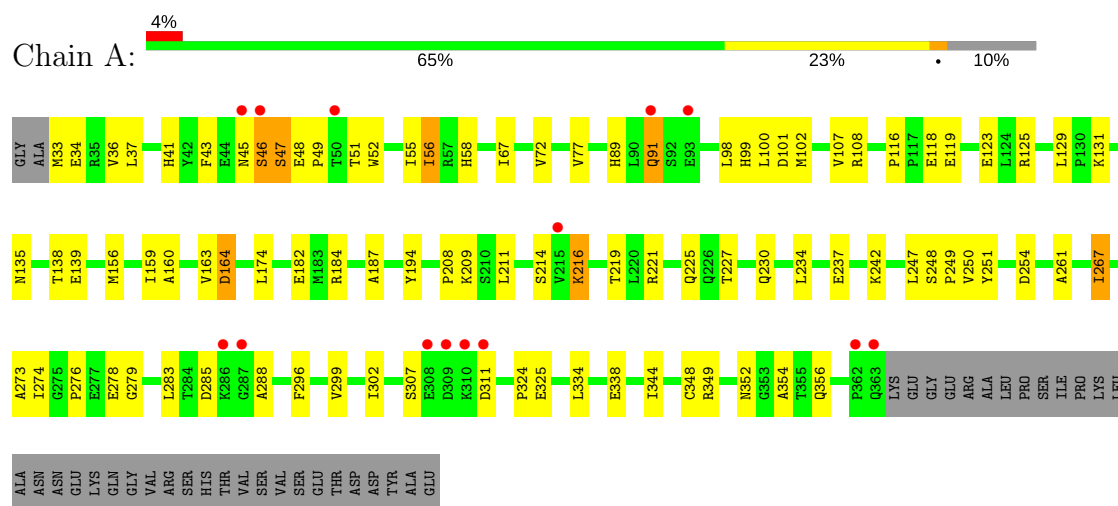 4%
Chain A:
65% 23% • 10%
GLY ALA M33 E34 R35 V36 L37 H41 Y42 F43 E44 N45 S46 S47 E48 P49 T50 T51 W52 I55 I56 R57 H58 I67 V72 V77 H89 L90 Q91 S92 E93 L98 H99 L100 D101 M102 V107 R108 P116 P117 E118 E119 E123 L124 R125 L129 P130 K131
N135 T138 E139 M156 I159 A160 V163 D164 L174 E182 M183 R184 A187 Y194 P208 K209 S210 L211 S214 V215 K216 T219 L220 R221 Q225 Q226 T227 Q230 L234 E237 K242 L247 S248 P249 V250 Y251 D254 A261 I267
A273 I274 G275 P276 E277 E278 G279 L283 T284 D285 K286 G287 A288 F296 V299 I302 S307 E308 D309 K310 D311 P324 E325 L334 E338 I344 C348 R349 N352 G353 A354 T355 Q356 P362 Q363 LYS GLU GLY GLU ARG ALA LEU PRO SER ILE PRO LYS LEU
ALA ASN ASN GLU LYS GLN GLY VAL ARG SER HIS THR VAL SER VAL SER GLU THR ASP ASP TYR ALA GLU